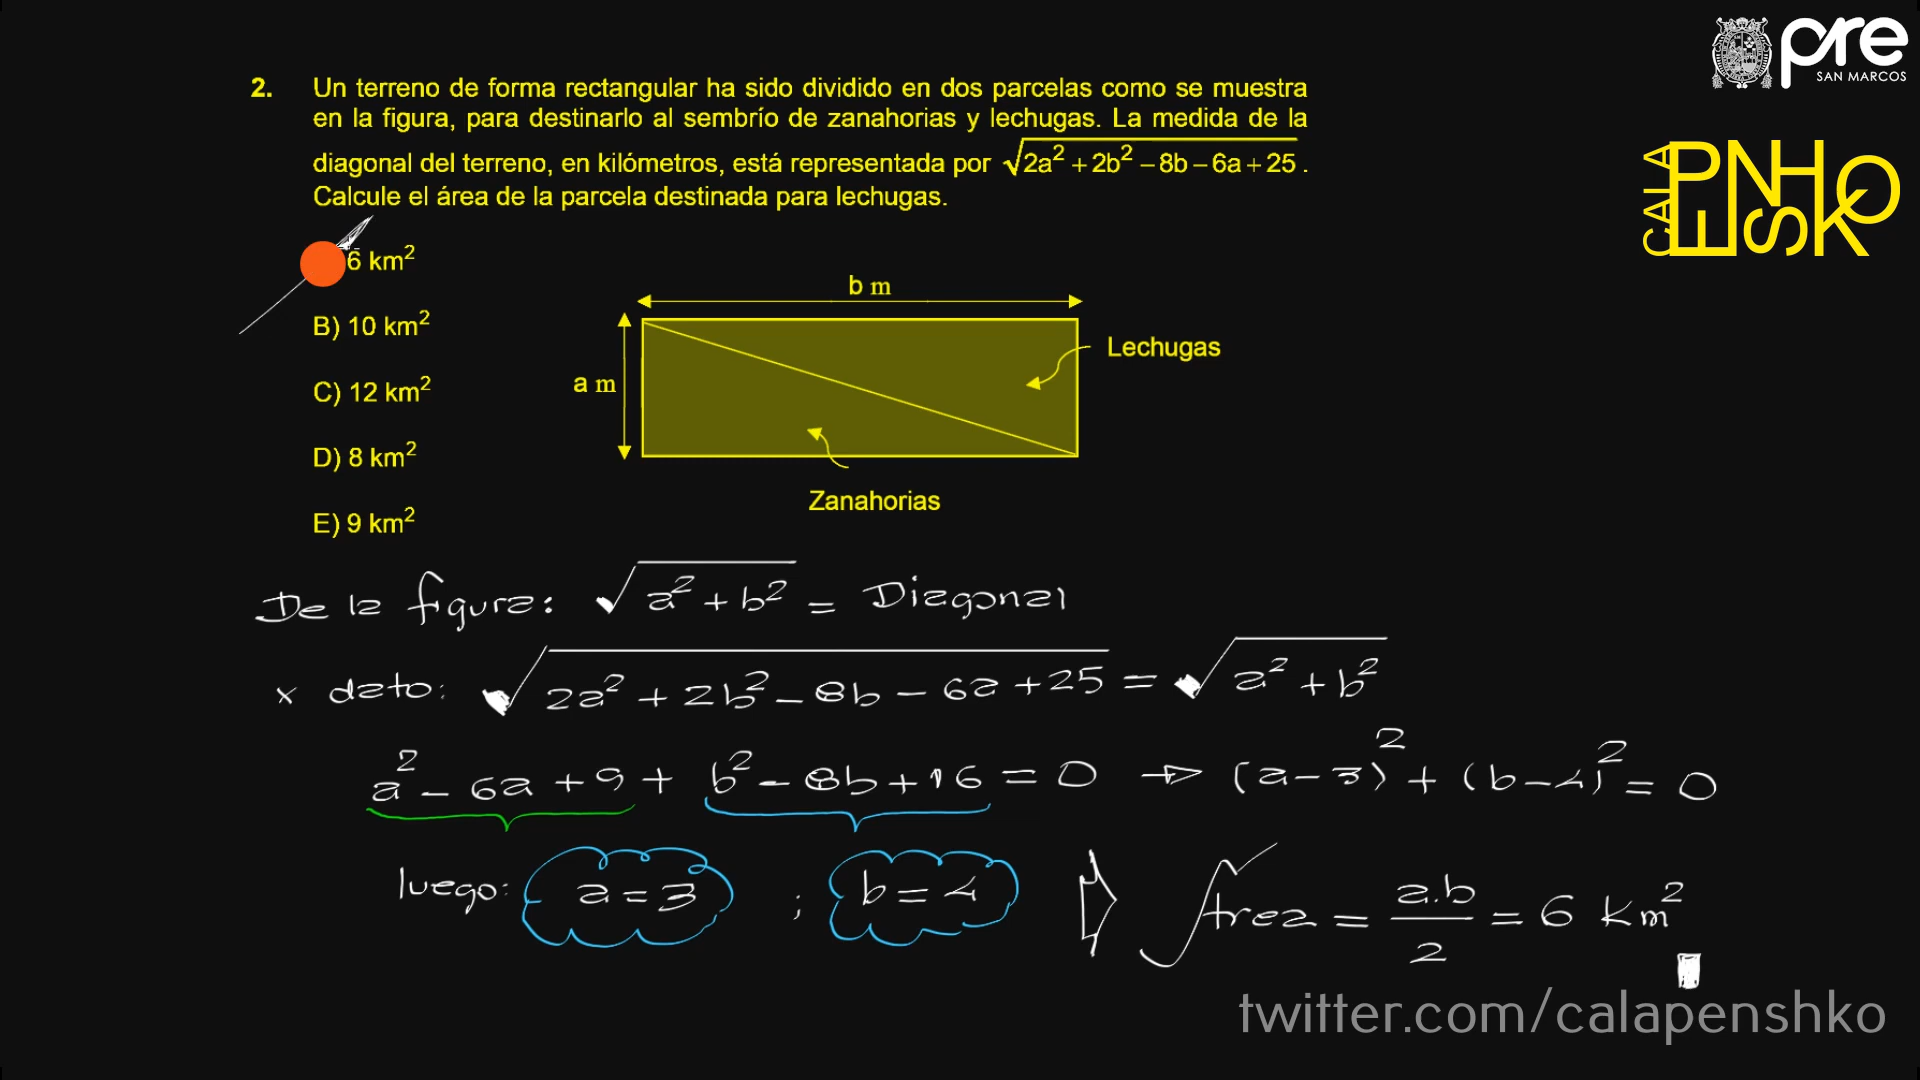 pre
SAN MARCOS
CALA
PENSHKO
2. Un terreno de forma rectangular ha sido dividido en dos parcelas como se muestra
en la figura, para destinarlo al sembrío de zanahorias y lechugas. La medida de la
diagonal del terreno, en kilómetros, está representada por √(2a² + 2b² – 8b – 6a + 25) .
Calcule el área de la parcela destinada para lechugas.
6 km²
B) 10 km²
C) 12 km²
D) 8 km²
E) 9 km²
b m
a m
Lechugas
Zanahorias
De la figura: √(a² + b²) = Diagonal
x dato: √(2a² + 2b² – 8b – 6a + 25) = √(a² + b²)
a² – 6a + 9 + b² – 8b + 16 = 0 → (a – 3)² + (b – 4)² = 0
luego: a = 3 ; b = 4 ⇒ Área = a.b/2 = 6 km²
twitter.com/calapenshko